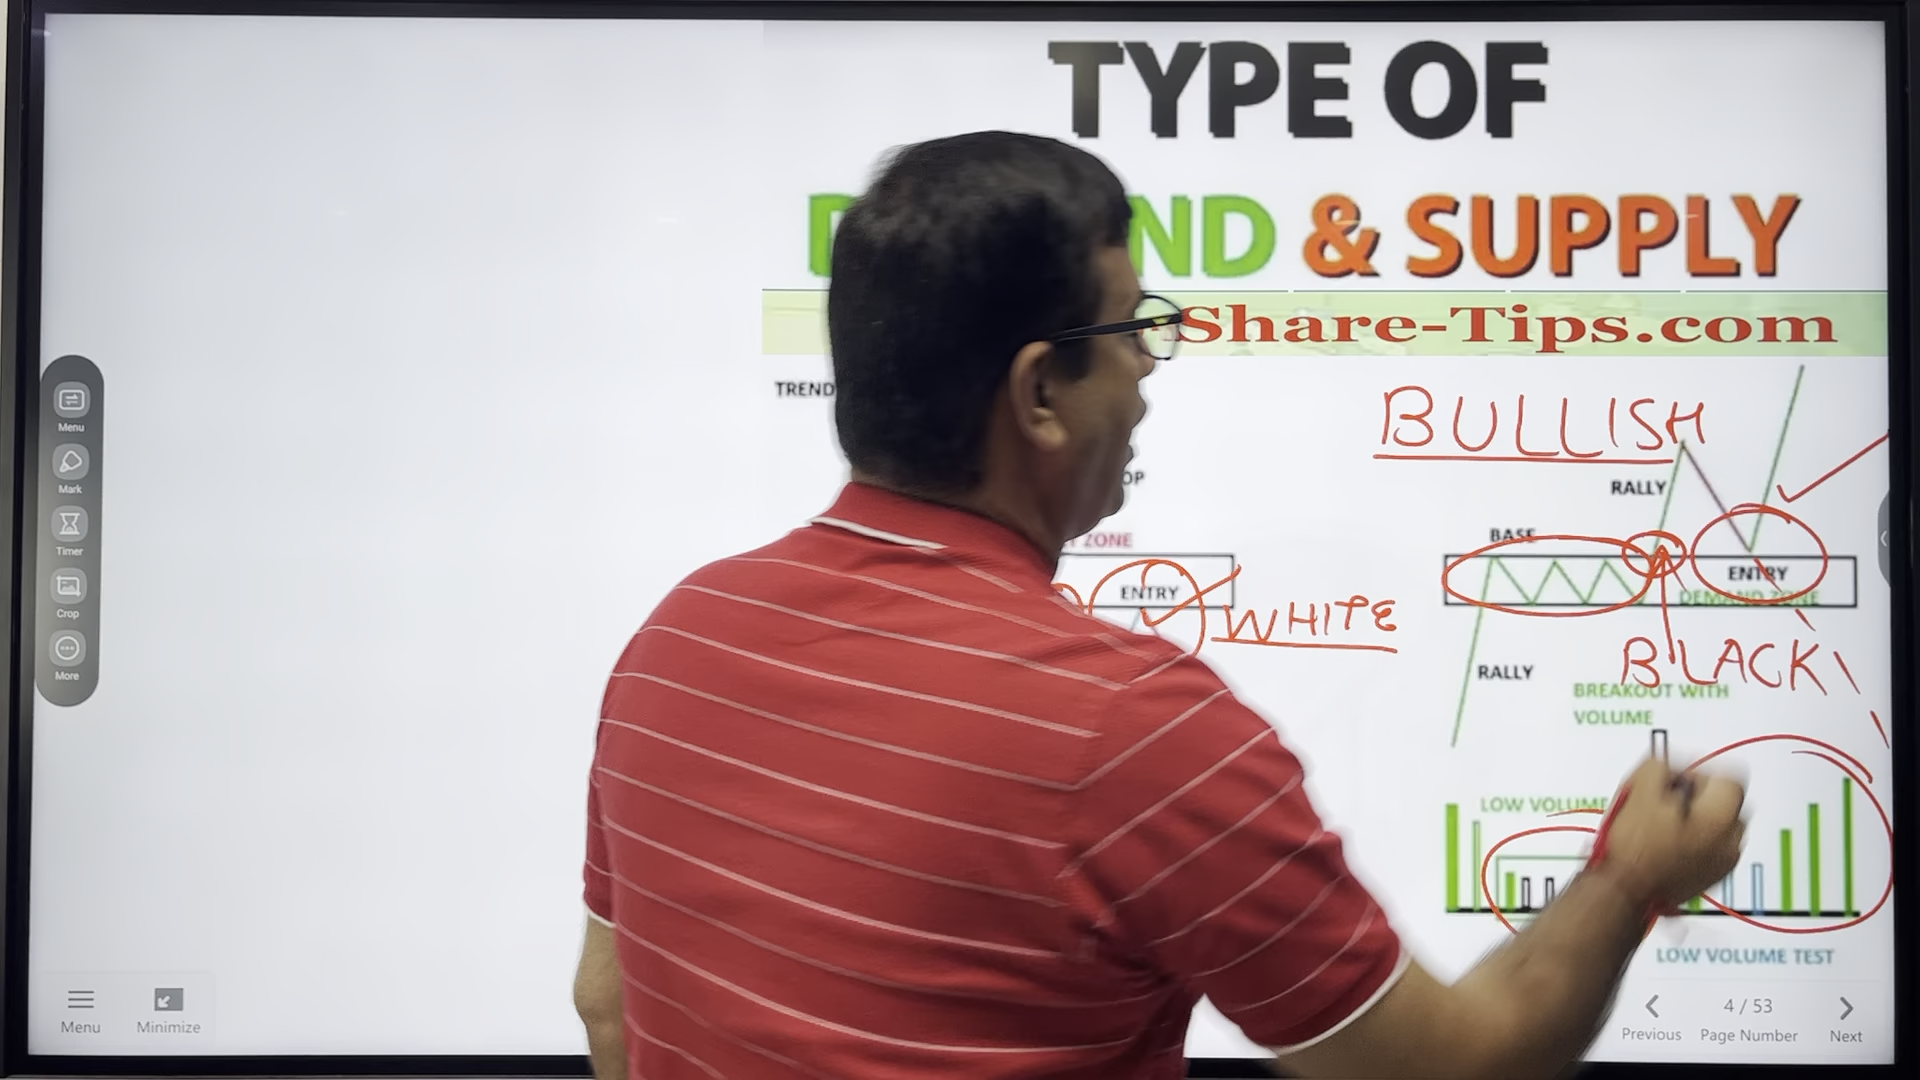 TYPE OF
ND & SUPPLY
Share-Tips.com
TREND
BULLISH
OP
RALLY
ZONE
BASE
ENTRY
ENTRY
DEMAND ZONE
WHITE
BLACK
RALLY
BREAKOUT WITH
VOLUME
LOW VOLUME
LOW VOLUME TEST
Menu
Mark
Timer
Crop
More
Menu
Minimize
4 / 53
Previous
Page Number
Next